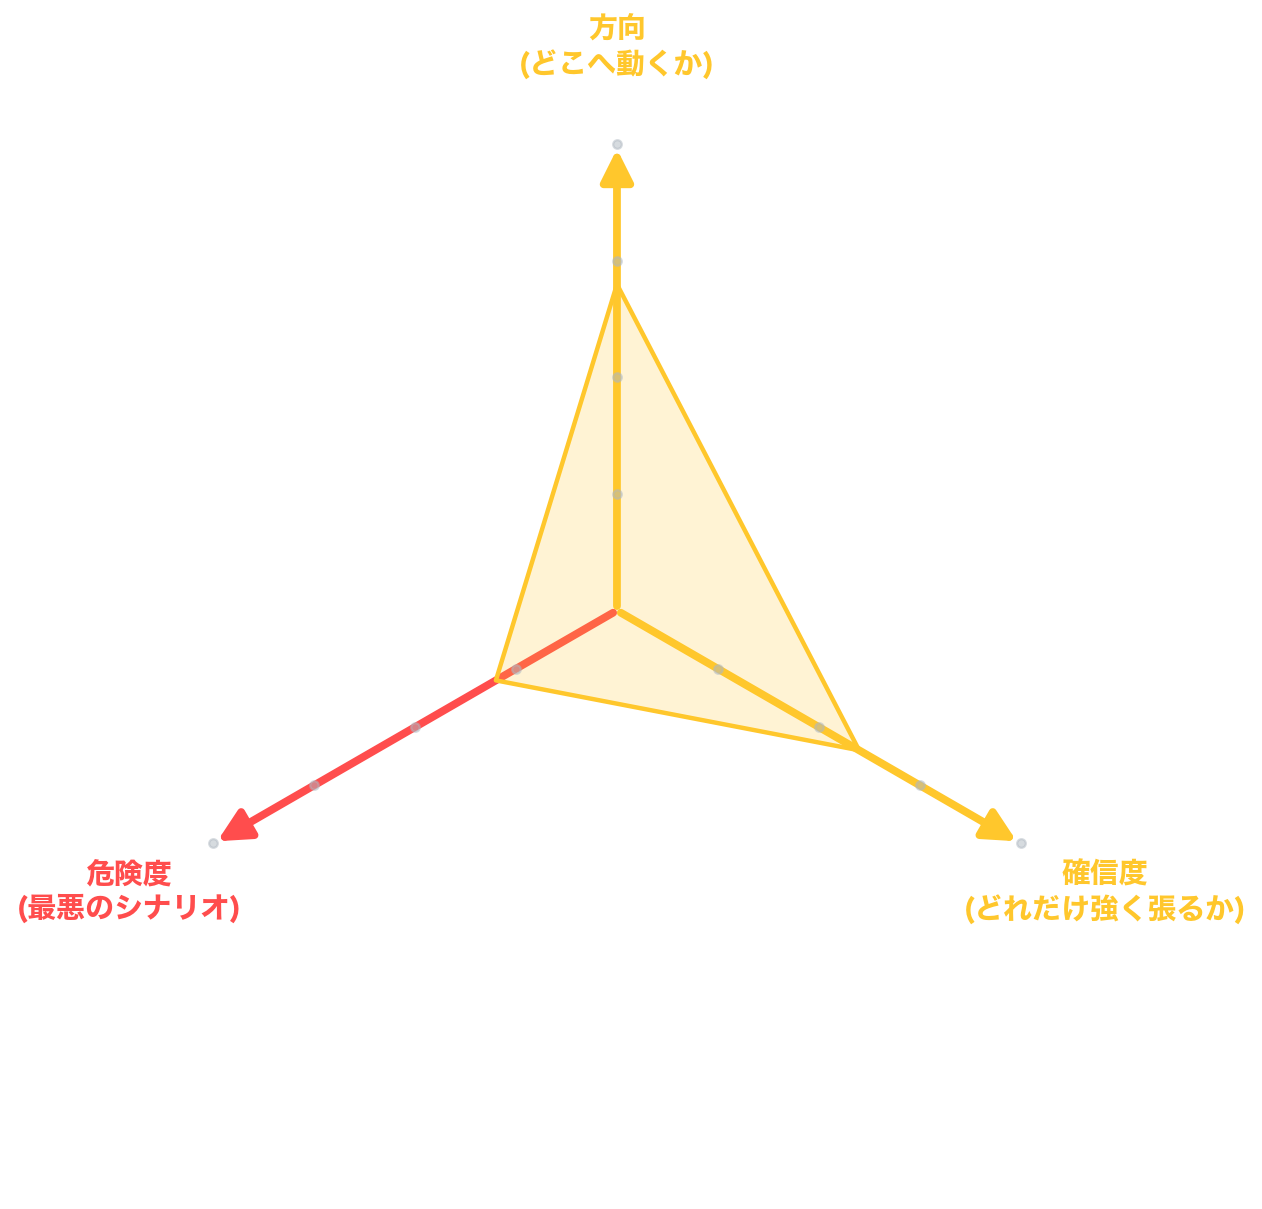 方向
(どこへ動くか)
危険度
(最悪のシナリオ)
確信度
(どれだけ強く張るか)